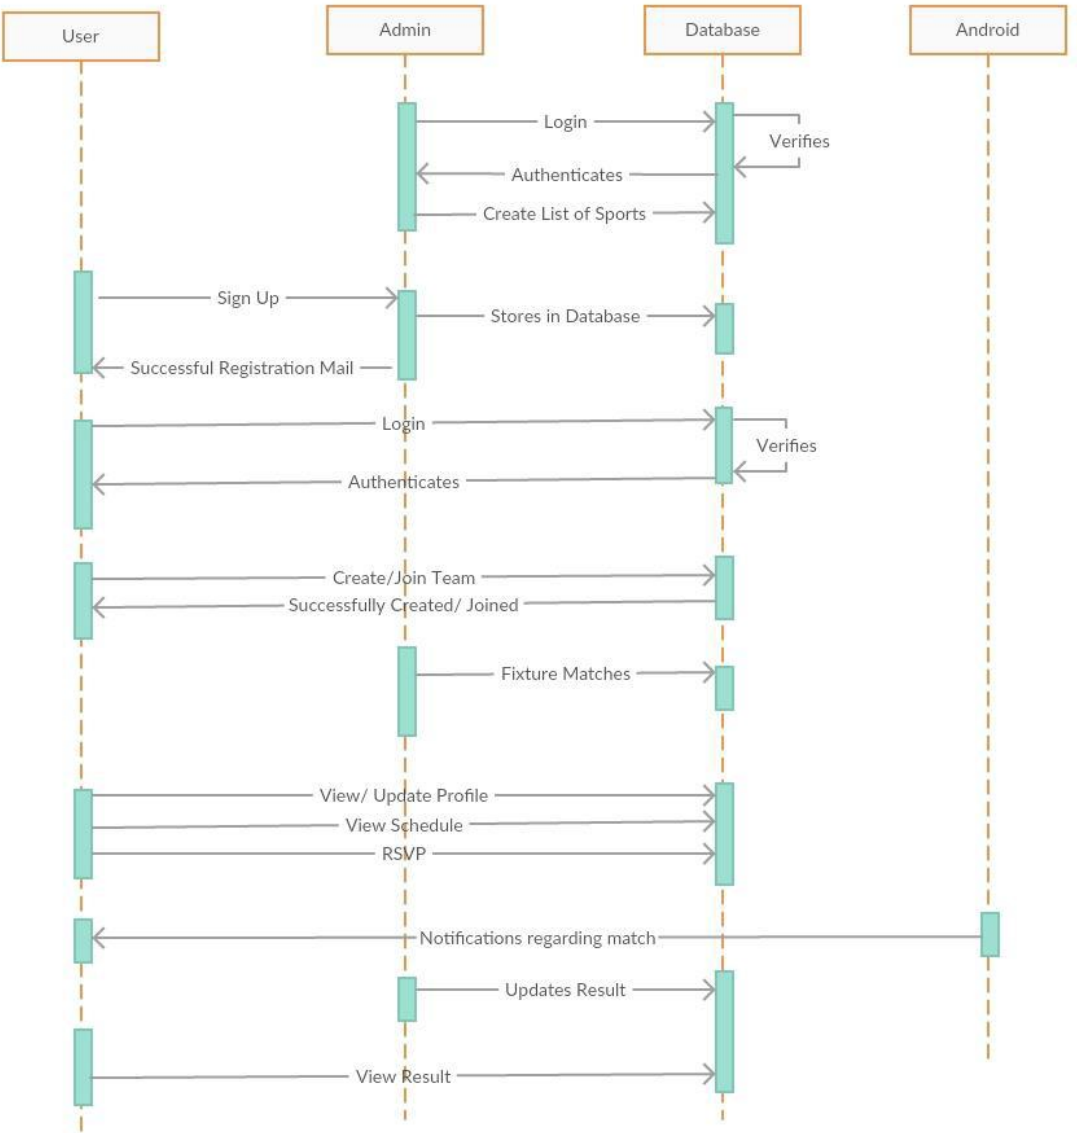 User
Admin
Database
Android
Login
Verifies
Authenticates
Create List of Sports
Sign Up
Stores in Database
Successful Registration Mail
Login
Verifies
Authenticates
Create/Join Team
Successfully Created/ Joined
Fixture Matches
View/ Update Profile
View Schedule
RSVP
Notifications regarding match
Updates Result
View Result